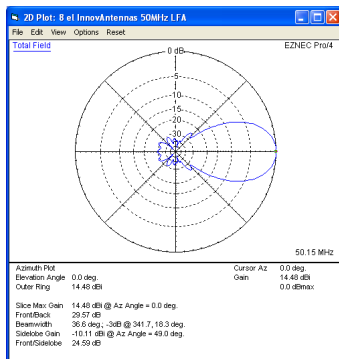 2D Plot: 8 el InnovAntennas 50MHz LFA
File Edit View Options Reset
Total Field
EZNEC Pro/4
0 dB
-5
-10
-15
-20
-30
50.15 MHz
Azimuth Plot
Elevation Angle 0.0 deg.
Outer Ring 14.48 dBi
Cursor Az 0.0 deg.
Gain 14.48 dBi
0.0 dBmax
Slice Max Gain 14.48 dBi @ Az Angle = 0.0 deg.
Front/Back 29.57 dB
Beamwidth 36.6 deg.; -3dB @ 341.7, 18.3 deg.
Sidelobe Gain -10.11 dBi @ Az Angle = 49.0 deg.
Front/Sidelobe 24.59 dB